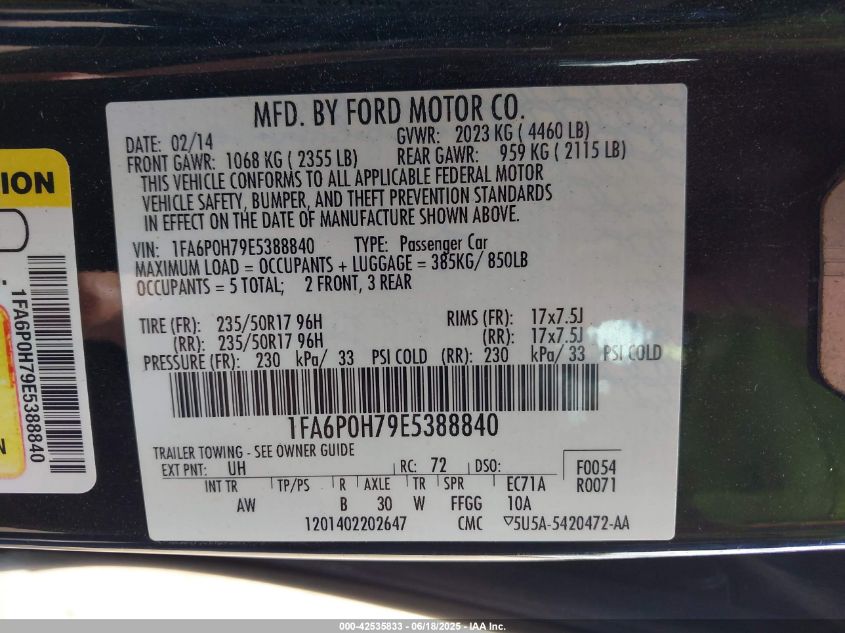 MFD. BY FORD MOTOR CO.
DATE: 02/14 GVWR: 2023 KG ( 4460 LB)
FRONT GAWR: 1068 KG ( 2355 LB) REAR GAWR: 959 KG ( 2115 LB)
THIS VEHICLE CONFORMS TO ALL APPLICABLE FEDERAL MOTOR
VEHICLE SAFETY, BUMPER, AND THEFT PREVENTION STANDARDS
IN EFFECT ON THE DATE OF MANUFACTURE SHOWN ABOVE.
VIN: 1FA6P0H79E5388840 TYPE: Passenger Car
MAXIMUM LOAD = OCCUPANTS + LUGGAGE = 385KG/ 850LB
OCCUPANTS = 5 TOTAL; 2 FRONT, 3 REAR
TIRE (FR): 235/50R17 96H RIMS (FR): 17x7.5J
(RR): 235/50R17 96H (RR): 17x7.5J
PRESSURE (FR): 230 kPa/ 33 PSI COLD (RR): 230 kPa/ 33 PSI COLD
1FA6P0H79E5388840
TRAILER TOWING - SEE OWNER GUIDE
EXT PNT: UH RC: 72 DSO: F0054
INT TR TP/PS R AXLE TR SPR EC71A R0071
AW B 30 W FFGG 10A
1201402202647 CMC ▽5U5A-5420472-AA
ION
1FA6P0H79E5388840
N
000-42535833 - 06/18/2025 - IAA Inc.